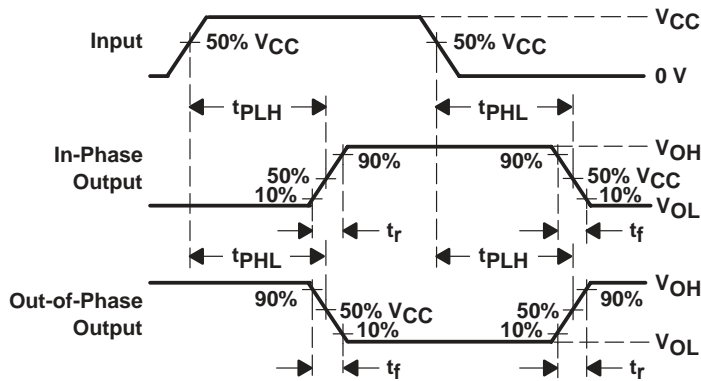 VCC
Input
50% VCC
50% VCC
0 V
tPLH
tPHL
In-Phase
Output
VOH
90%
90%
50%
50% VCC
10%
10%
VOL
tr
tf
tPHL
tPLH
Out-of-Phase
Output
VOH
90%
90%
50% VCC
50%
10%
10%
VOL
tf
tr